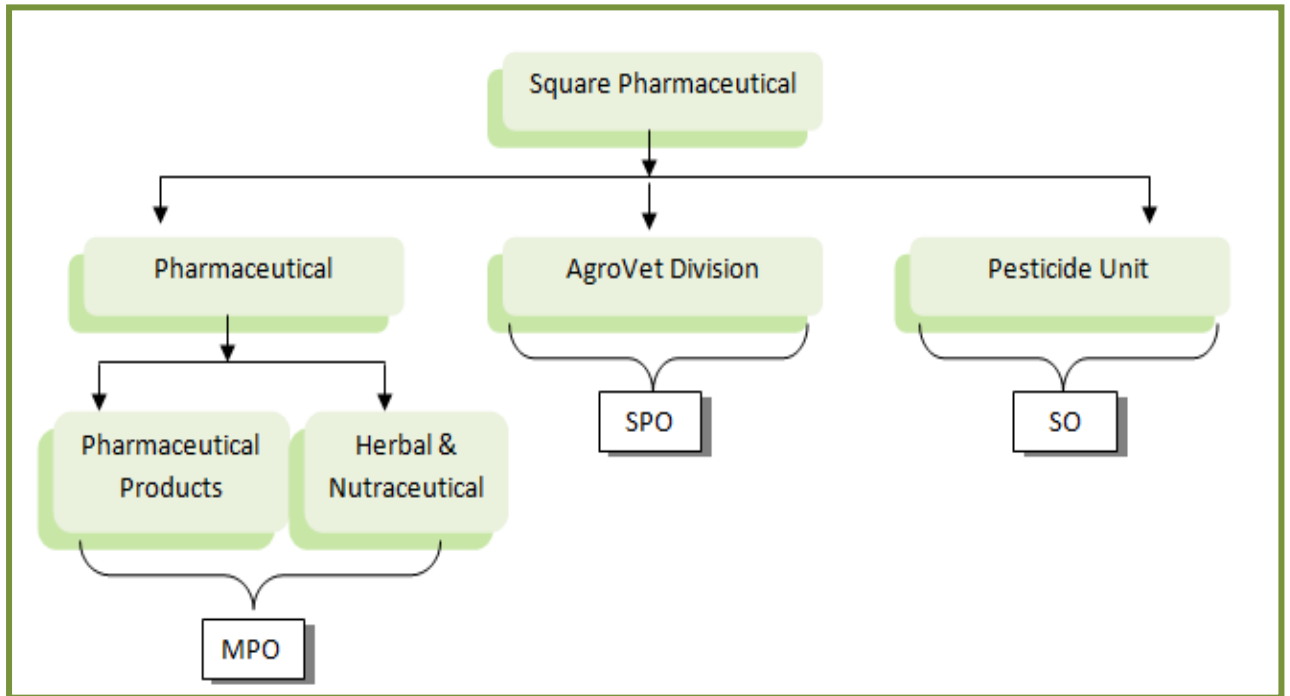 Square Pharmaceutical
Pharmaceutical
AgroVet Division
Pesticide Unit
Pharmaceutical
Products
Herbal &
Nutraceutical
SPO
SO
MPO